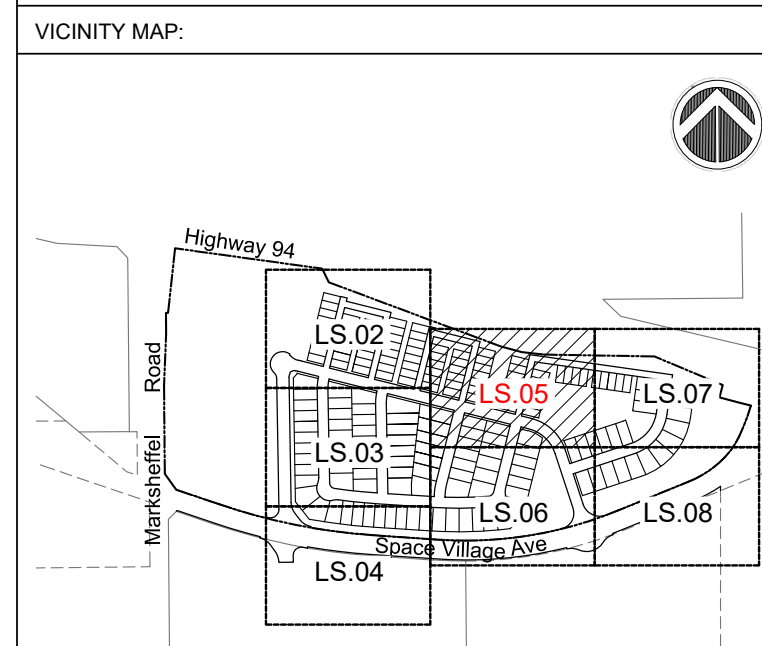 VICINITY MAP:
Highway 94
LS.02
Road
LS.05
LS.07
Marksheffel
LS.03
LS.06
LS.08
Space Village Ave
LS.04